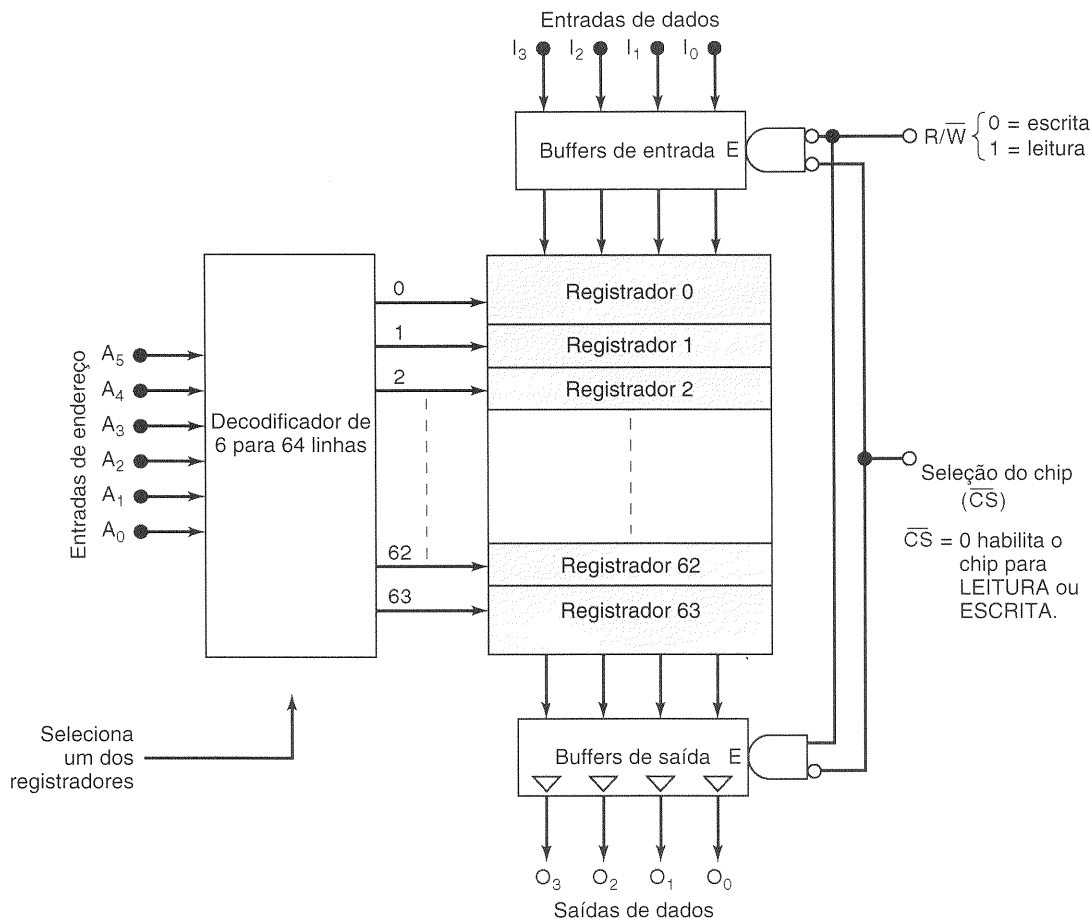 Entradas de dados
I3 I2 I1 I0
Buffers de entrada E
R/W̅ { 0 = escrita
1 = leitura
Entradas de endereço
A5
A4
A3
A2
A1
A0
Decodificador de
6 para 64 linhas
0
1
2
62
63
Registrador 0
Registrador 1
Registrador 2
Registrador 62
Registrador 63
Seleção do chip
(C̅S̅)
C̅S̅ = 0 habilita o
chip para
LEITURA ou
ESCRITA.
Seleciona
um dos
registradores
Buffers de saída E
O3 O2 O1 O0
Saídas de dados